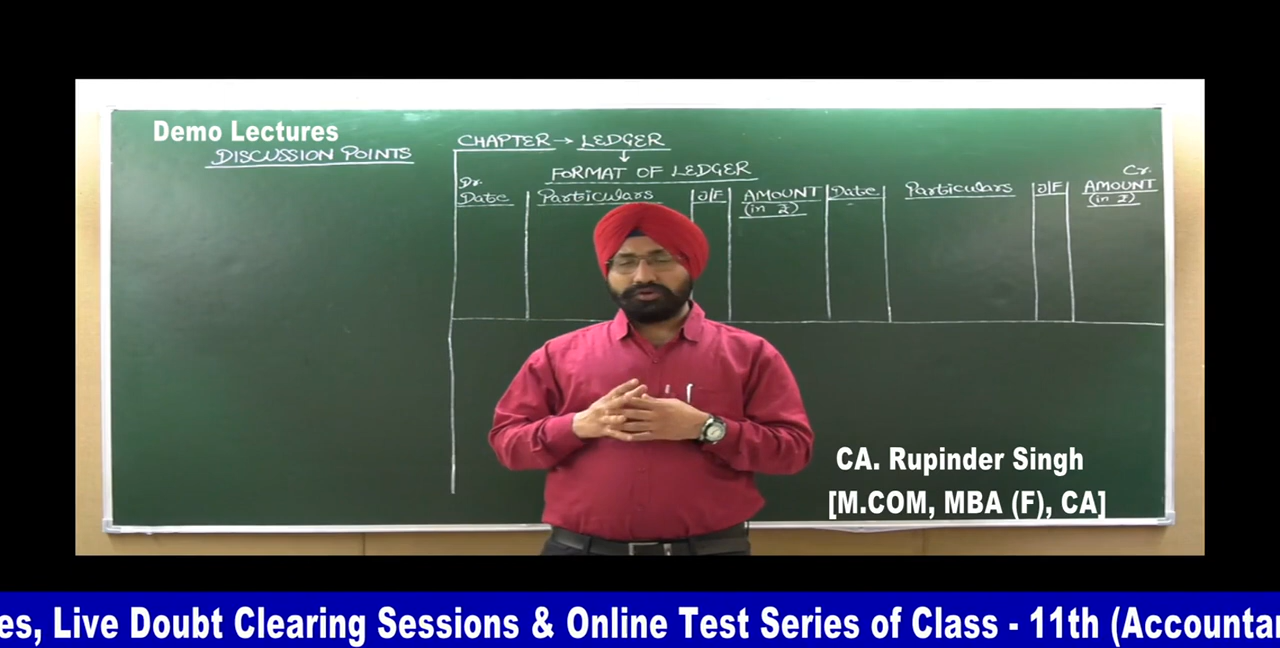 Demo Lectures
DISCUSSION POINTS
CHAPTER → LEDGER
↓
FORMAT OF LEDGER
Dr. Cr.
Date Particulars J/F AMOUNT (in ₹) Date Particulars J/F AMOUNT (in ₹)
CA. Rupinder Singh
[M.COM, MBA (F), CA]
es, Live Doubt Clearing Sessions & Online Test Series of Class - 11th (Accountan